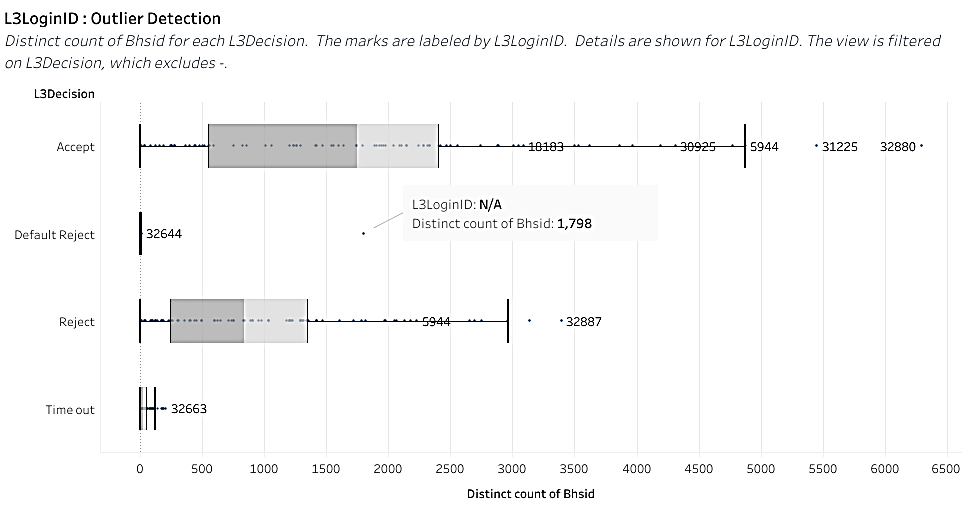 L3LoginID : Outlier Detection
Distinct count of Bhsid for each L3Decision. The marks are labeled by L3LoginID. Details are shown for L3LoginID. The view is filtered
on L3Decision, which excludes -.
L3Decision
Accept
18183
30925
5944
31225
32880
L3LoginID: N/A
Distinct count of Bhsid: 1,798
Default Reject
32644
Reject
5944
32887
Time out
32663
0 500 1000 1500 2000 2500 3000 3500 4000 4500 5000 5500 6000 6500
Distinct count of Bhsid